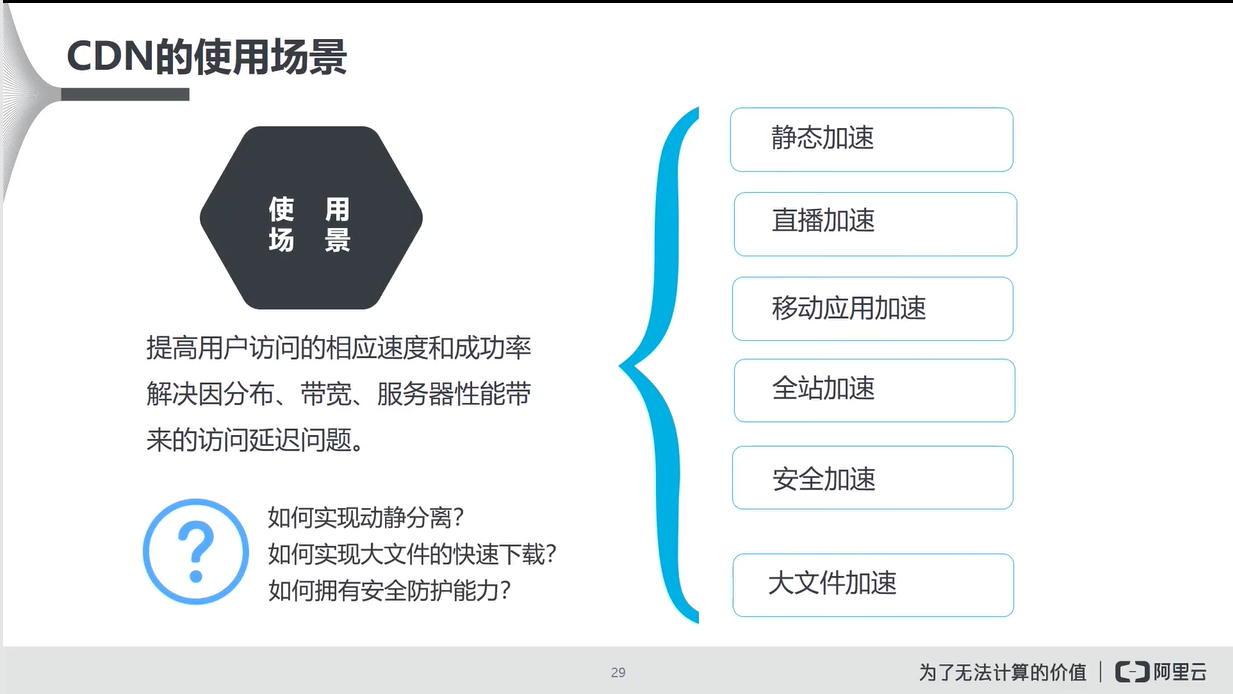 CDN的使用场景
使 用
场 景
提高用户访问的相应速度和成功率
解决因分布、带宽、服务器性能带
来的访问延迟问题。
?
如何实现动静分离?
如何实现大文件的快速下载?
如何拥有安全防护能力?
静态加速
直播加速
移动应用加速
全站加速
安全加速
大文件加速
29
为了无法计算的价值 | 阿里云